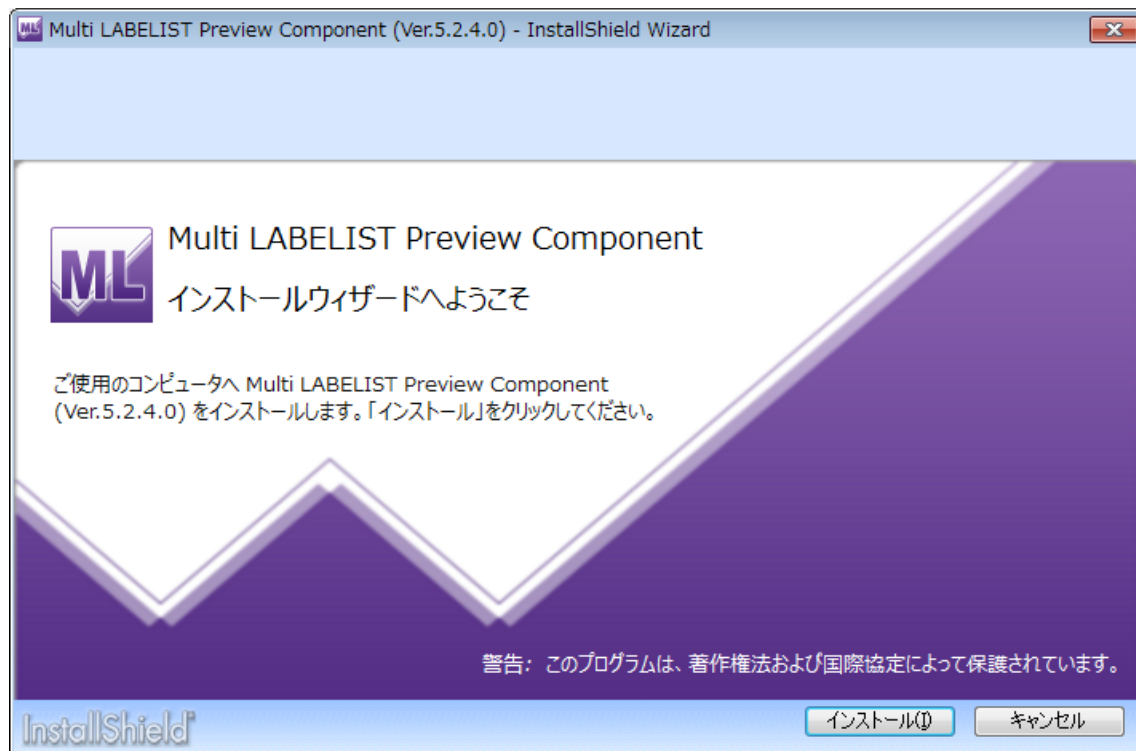 Multi LABELIST Preview Component (Ver.5.2.4.0) - InstallShield Wizard
ML
Multi LABELIST Preview Component
インストールウィザードへようこそ
ご使用のコンピュータへ Multi LABELIST Preview Component
(Ver.5.2.4.0) をインストールします。「インストール」をクリックしてください。
警告: このプログラムは、著作権法および国際協定によって保護されています。
InstallShield
インストール(I)
キャンセル